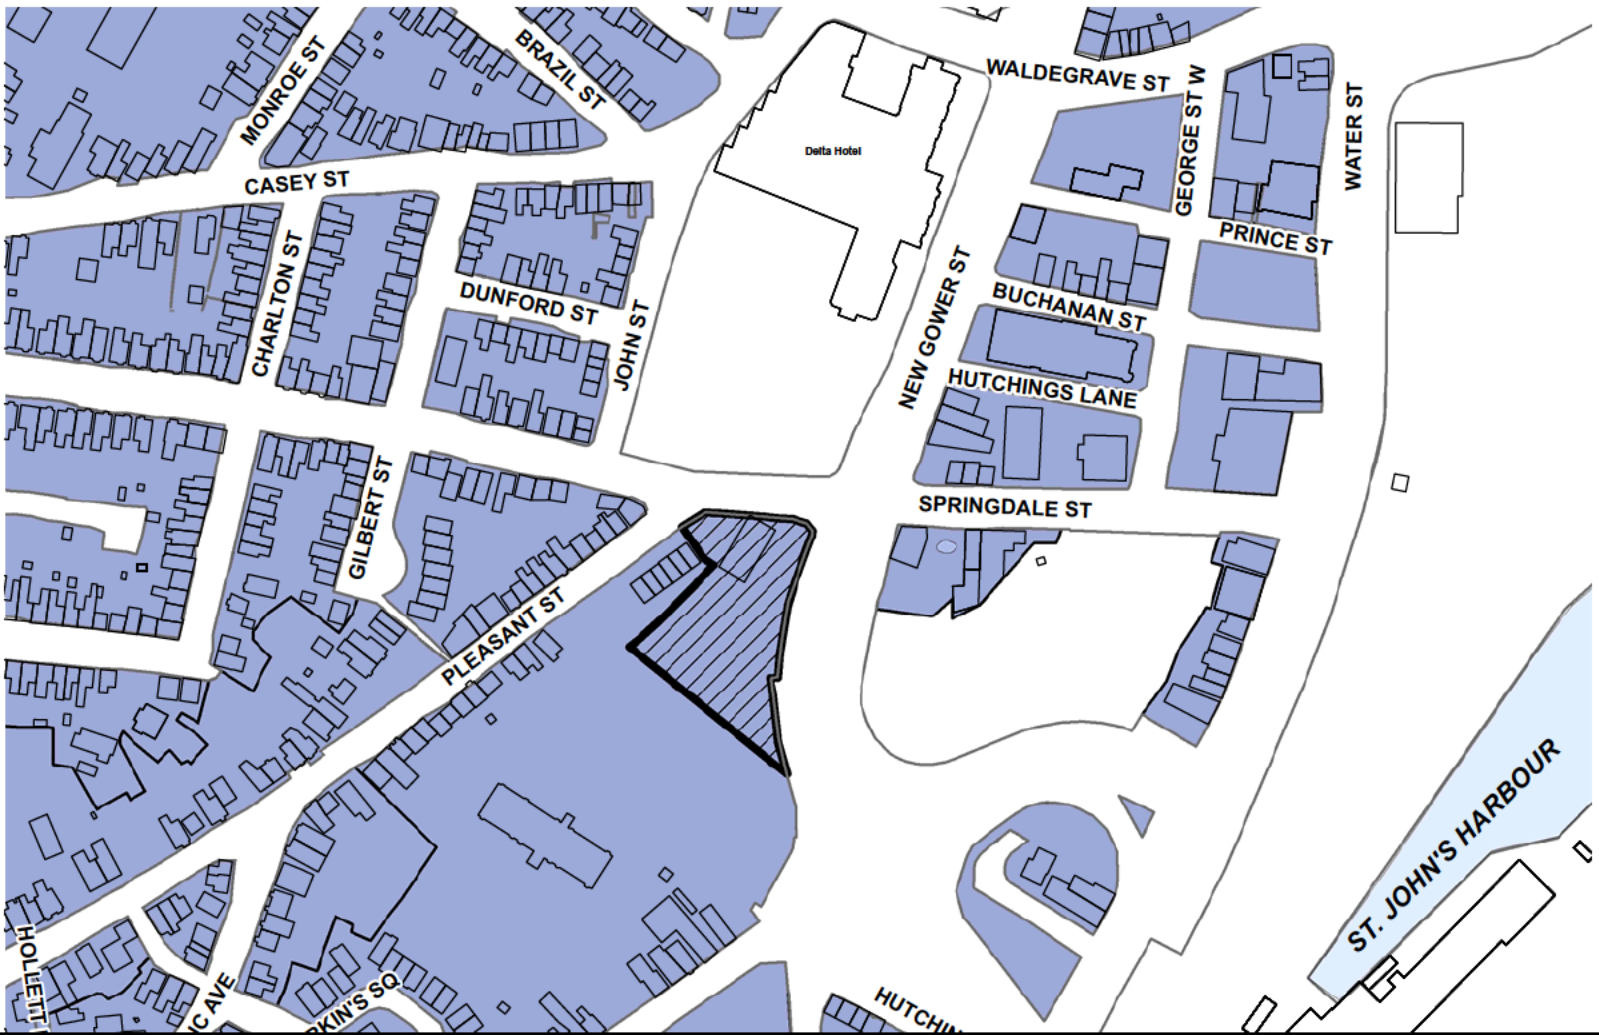 MONROE ST
BRAZIL ST
WALDEGRAVE ST
GEORGE ST W
WATER ST
Delta Hotel
CASEY ST
PRINCE ST
CHARLTON ST
DUNFORD ST
JOHN ST
NEW GOWER ST
BUCHANAN ST
HUTCHINGS LANE
GILBERT ST
SPRINGDALE ST
PLEASANT ST
ST. JOHN'S HARBOUR
HOLLETT
IC AVE
RKIN'S SQ
HUTCHIN